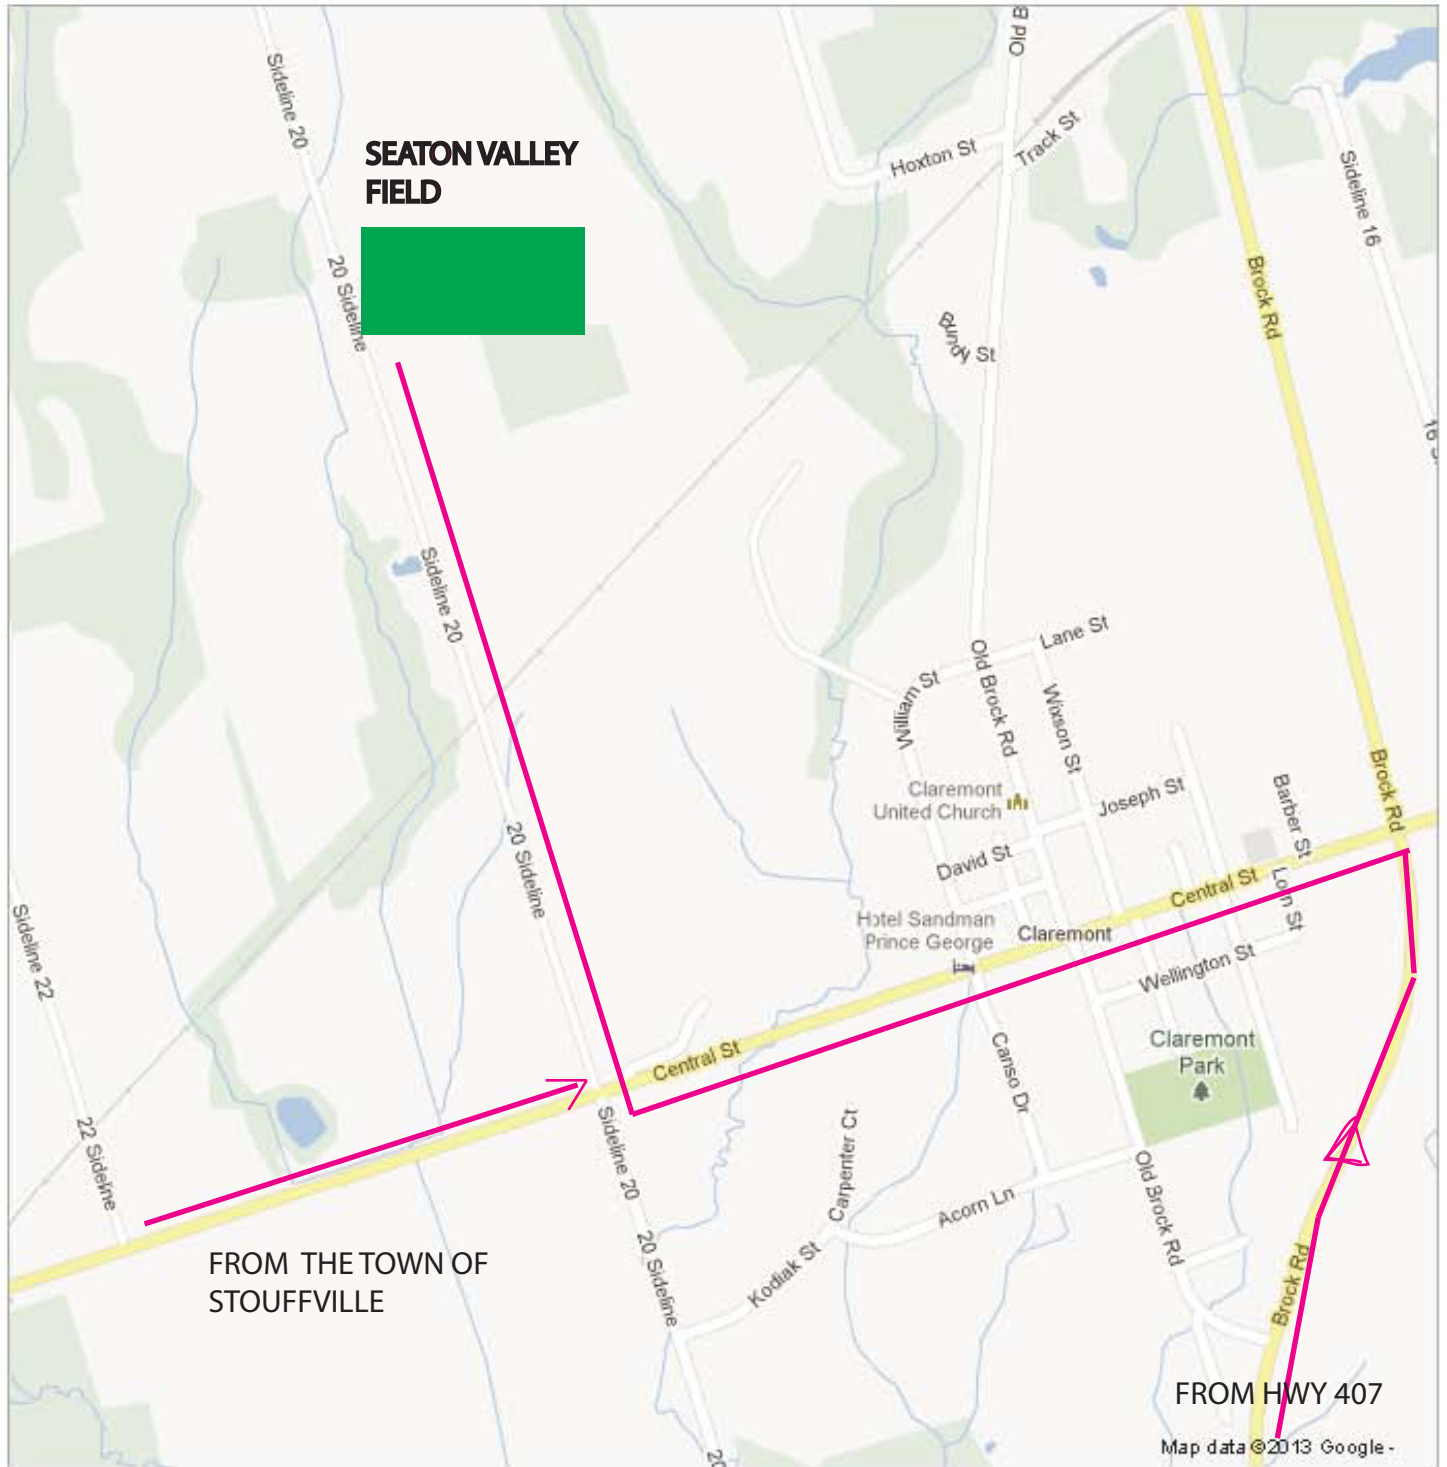 Old B
Sideline 20
SEATON VALLEY
FIELD
Track St
Hoxton St
Sideline 16
20 Sideline
Brock Rd
Bundy St
16 S
Sideline 20
Lane St
Old Brock Rd
William St
Wixson St
Brock Rd
Claremont
United Church
Joseph St
Barber St
20 Sideline
David St
Central St
Lorn St
Sideline 22
Hotel Sandman
Prince George
Claremont
Wellington St
Central St
Canso Dr
Claremont
Park
22 Sideline
Sideline 20
Carpenter Ct
Acorn Ln
Old Brock Rd
FROM THE TOWN OF
STOUFFVILLE
20 Sideline
Kodiak St
Brock Rd
FROM HWY 407
Map data ©2013 Google -
20